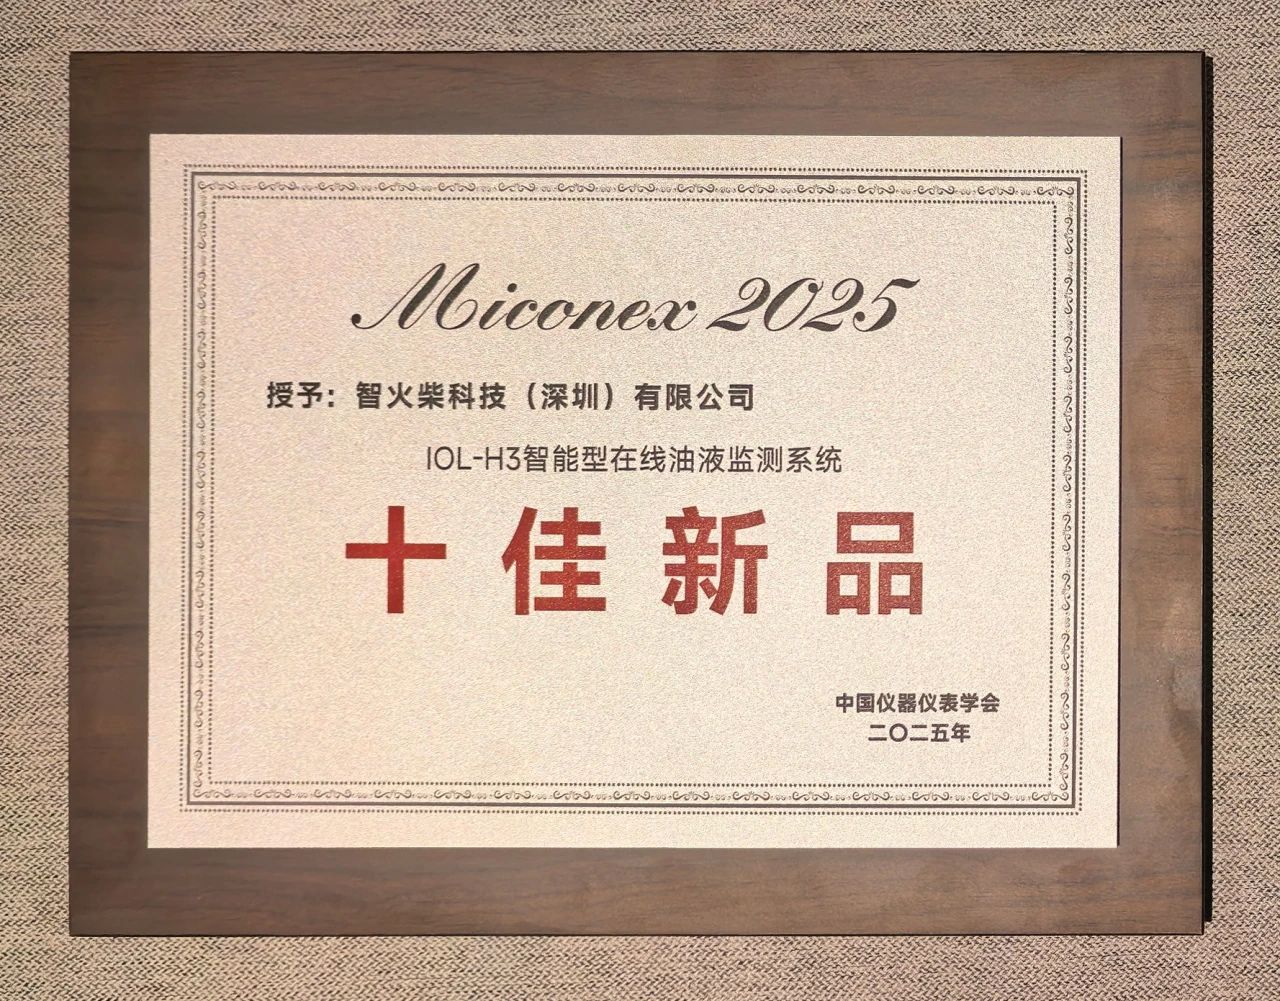 Miconex 2025
授予：智火柴科技（深圳）有限公司
IOL-H3智能型在线油液监测系统
十佳新品
中国仪器仪表学会
二〇二五年